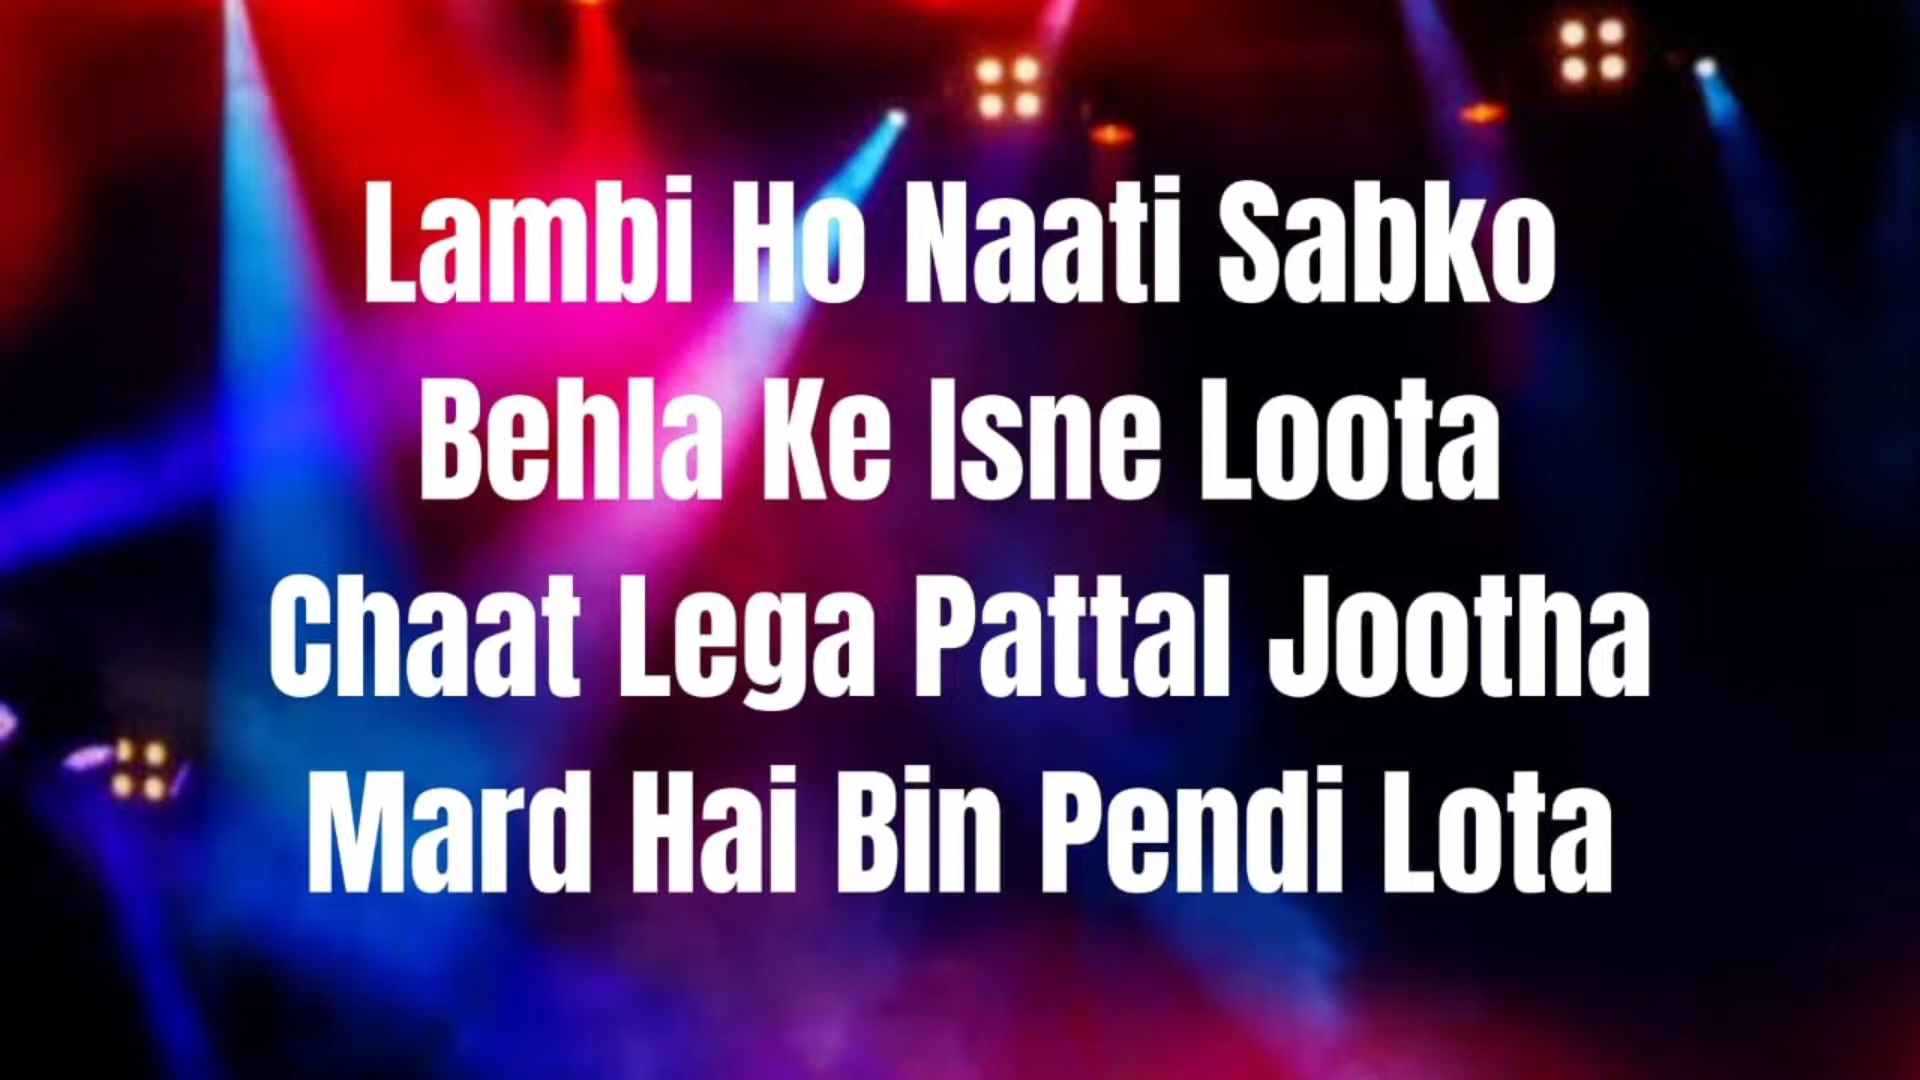 Lambi Ho Naati Sabko
Behla Ke Isne Loota
Chaat Lega Pattal Jootha
Mard Hai Bin Pendi Lota